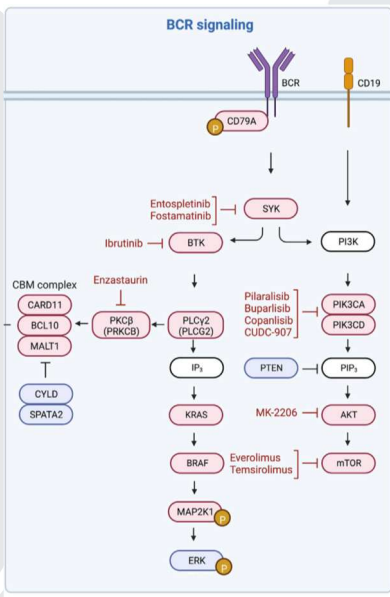 BCR signaling
BCR
CD19
CD79A
P
Entospletinib
Fostamatinib
SYK
Ibrutinib
BTK
PI3K
CBM complex
Enzastaurin
CARD11
BCL10
MALT1
PKCβ
(PRKCB)
PLCγ2
(PLCG2)
Pilaralisib
Buparlisib
Copanlisib
CUDC-907
PIK3CA
PIK3CD
IP₃
PTEN
PIP₃
CYLD
SPATA2
KRAS
MK-2206
AKT
BRAF
Everolimus
Temsirolimus
mTOR
MAP2K1
P
ERK
P